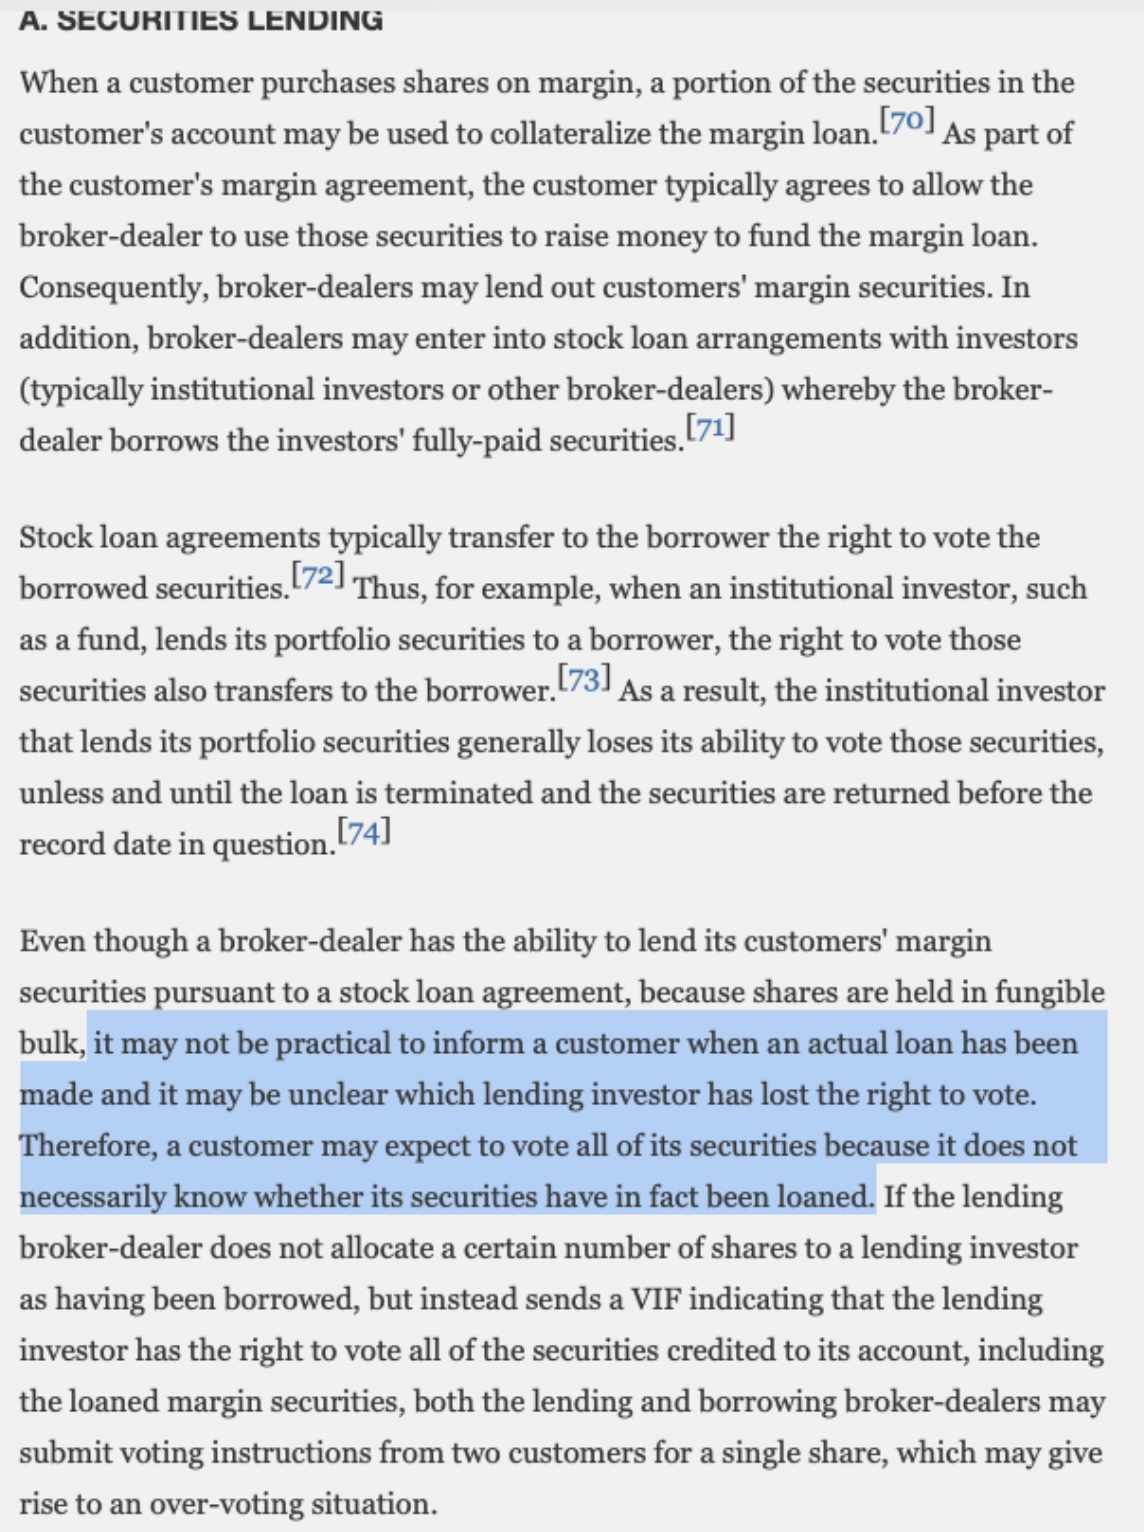 A. SECURITIES LENDING
When a customer purchases shares on margin, a portion of the securities in the
customer's account may be used to collateralize the margin loan.[70] As part of
the customer's margin agreement, the customer typically agrees to allow the
broker-dealer to use those securities to raise money to fund the margin loan.
Consequently, broker-dealers may lend out customers' margin securities. In
addition, broker-dealers may enter into stock loan arrangements with investors
(typically institutional investors or other broker-dealers) whereby the broker-
dealer borrows the investors' fully-paid securities.[71]
Stock loan agreements typically transfer to the borrower the right to vote the
borrowed securities.[72] Thus, for example, when an institutional investor, such
as a fund, lends its portfolio securities to a borrower, the right to vote those
securities also transfers to the borrower.[73] As a result, the institutional investor
that lends its portfolio securities generally loses its ability to vote those securities,
unless and until the loan is terminated and the securities are returned before the
record date in question.[74]
Even though a broker-dealer has the ability to lend its customers' margin
securities pursuant to a stock loan agreement, because shares are held in fungible
bulk, it may not be practical to inform a customer when an actual loan has been
made and it may be unclear which lending investor has lost the right to vote.
Therefore, a customer may expect to vote all of its securities because it does not
necessarily know whether its securities have in fact been loaned. If the lending
broker-dealer does not allocate a certain number of shares to a lending investor
as having been borrowed, but instead sends a VIF indicating that the lending
investor has the right to vote all of the securities credited to its account, including
the loaned margin securities, both the lending and borrowing broker-dealers may
submit voting instructions from two customers for a single share, which may give
rise to an over-voting situation.